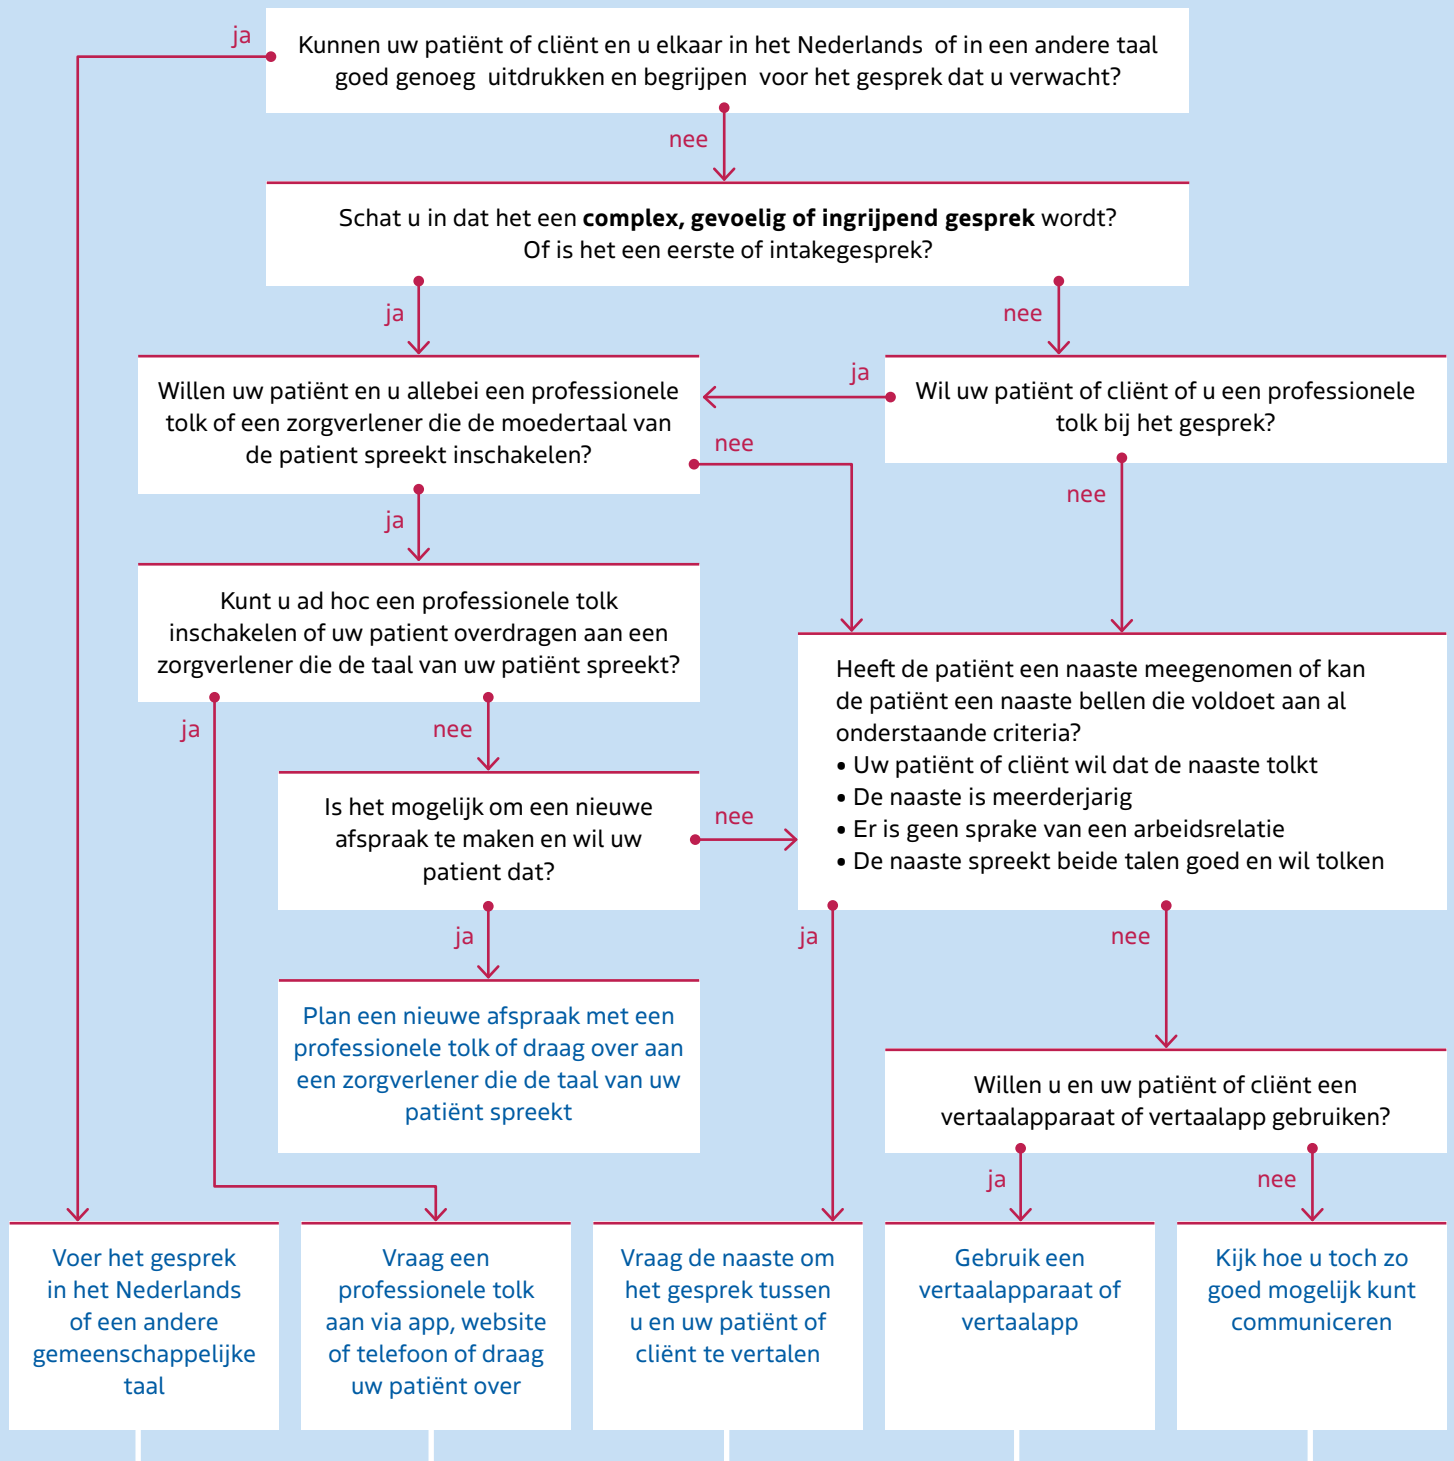 ja
Kunnen uw patiënt of cliënt en u elkaar in het Nederlands of in een andere taal
goed genoeg uitdrukken en begrijpen voor het gesprek dat u verwacht?
nee
Schat u in dat het een complex, gevoelig of ingrijpend gesprek wordt?
Of is het een eerste of intakegesprek?
ja
nee
Willen uw patiënt en u allebei een professionele
tolk of een zorgverlener die de moedertaal van
de patient spreekt inschakelen?
ja
Wil uw patiënt of cliënt of u een professionele
tolk bij het gesprek?
nee
nee
ja
Kunt u ad hoc een professionele tolk
inschakelen of uw patient overdragen aan een
zorgverlener die de taal van uw patiënt spreekt?
ja
nee
Heeft de patiënt een naaste meegenomen of kan
de patiënt een naaste bellen die voldoet aan al
onderstaande criteria?
• Uw patiënt of cliënt wil dat de naaste tolkt
• De naaste is meerderjarig
• Er is geen sprake van een arbeidsrelatie
• De naaste spreekt beide talen goed en wil tolken
Is het mogelijk om een nieuwe
afspraak te maken en wil uw
patient dat?
nee
ja
ja
nee
Plan een nieuwe afspraak met een
professionele tolk of draag over aan
een zorgverlener die de taal van uw
patiënt spreekt
Willen u en uw patiënt of cliënt een
vertaalapparaat of vertaalapp gebruiken?
ja
nee
Voer het gesprek
in het Nederlands
of een andere
gemeenschappelijke
taal
Vraag een
professionele tolk
aan via app, website
of telefoon of draag
uw patiënt over
Vraag de naaste om
het gesprek tussen
u en uw patiënt of
cliënt te vertalen
Gebruik een
vertaalapparaat of
vertaalapp
Kijk hoe u toch zo
goed mogelijk kunt
communiceren